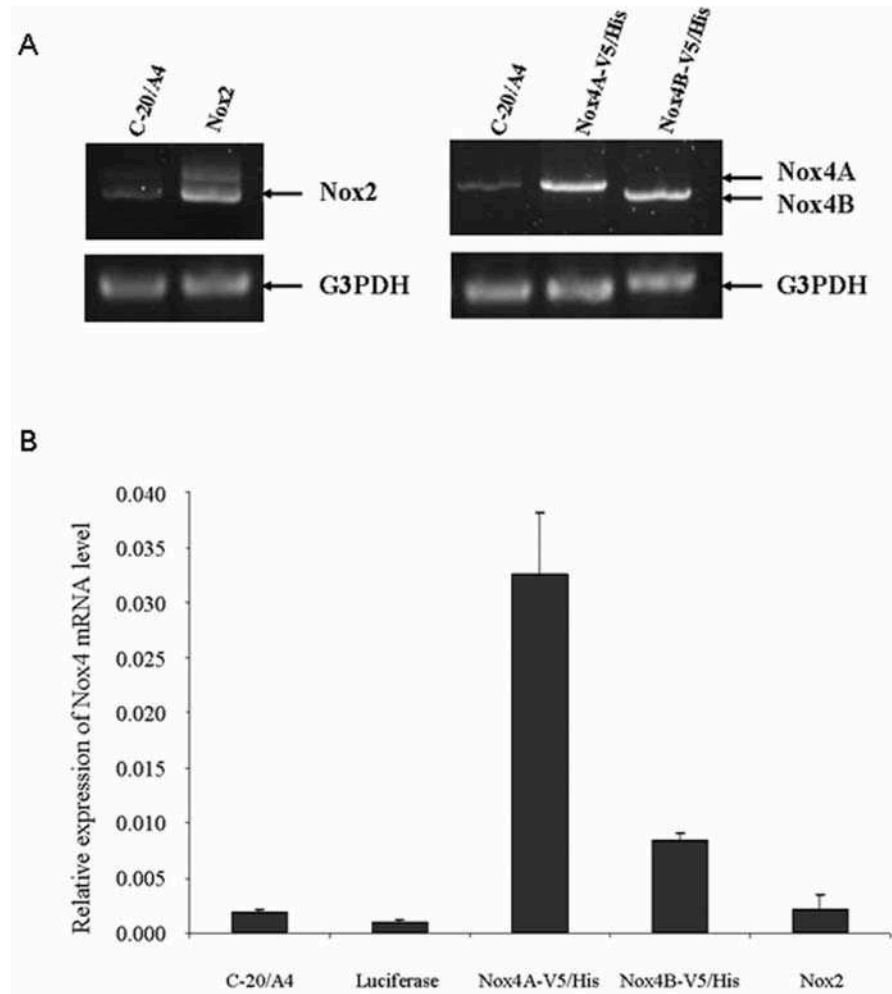 A
C-20/A4
Nox2
C-20/A4
Nox4A-V5/His
Nox4B-V5/His
Nox2
Nox4A
Nox4B
G3PDH
G3PDH
B
Relative expression of Nox4 mRNA level
0.040
0.035
0.030
0.025
0.020
0.015
0.010
0.005
0.000
C-20/A4 Luciferase Nox4A-V5/His Nox4B-V5/His Nox2